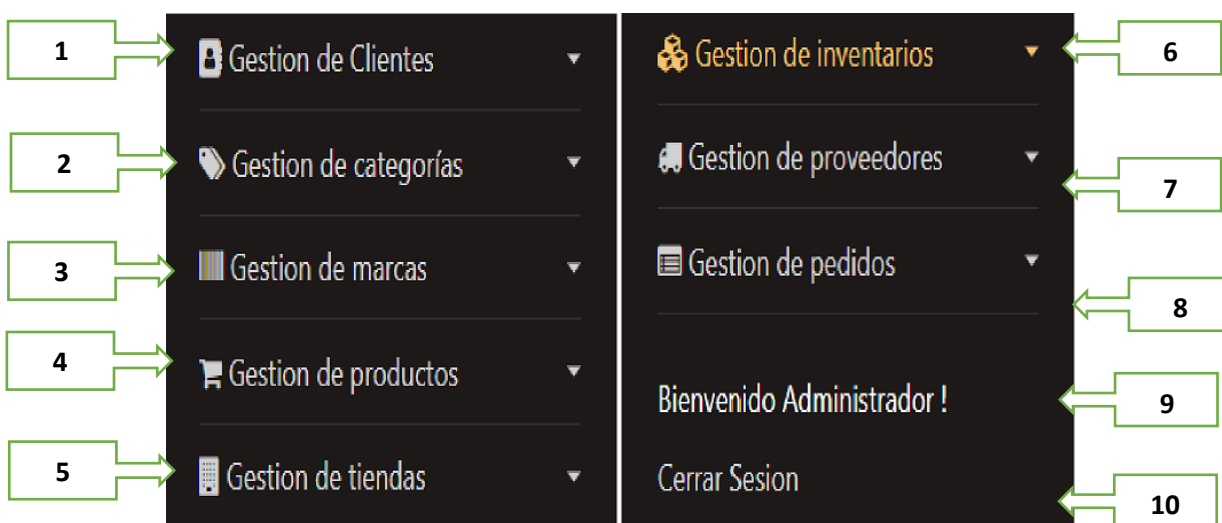 1
Gestion de Clientes
2
Gestion de categorías
3
Gestion de marcas
4
Gestion de productos
5
Gestion de tiendas
Gestion de inventarios
6
Gestion de proveedores
7
Gestion de pedidos
8
Bienvenido Administrador !
9
Cerrar Sesion
10